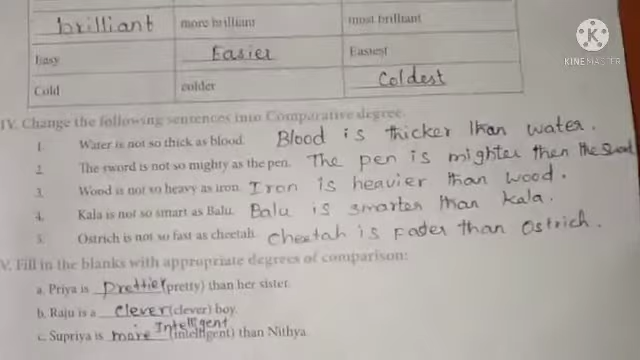 brilliant more brilliant most brilliant
Easy Easier Easiest
Cold colder Coldest
KINEMASTER
IV. Change the following sentences into Comparative degree.
1. Water is not so thick as blood. Blood is thicker than water.
2. The sword is not so mighty as the pen. The pen is mighter then the Sword
3. Wood is not so heavy as iron. Iron is heavier than wood.
4. Kala is not so smart as Balu. Balu is smarter than kala.
5. Ostrich is not so fast as cheetah. Cheetah is faster than Ostrich.
V. Fill in the blanks with appropriate degrees of comparison:
a. Priya is Prettier (pretty) than her sister.
b. Raju is a clever (clever) boy.
c. Supriya is more Intelligent (intelligent) than Nithya.